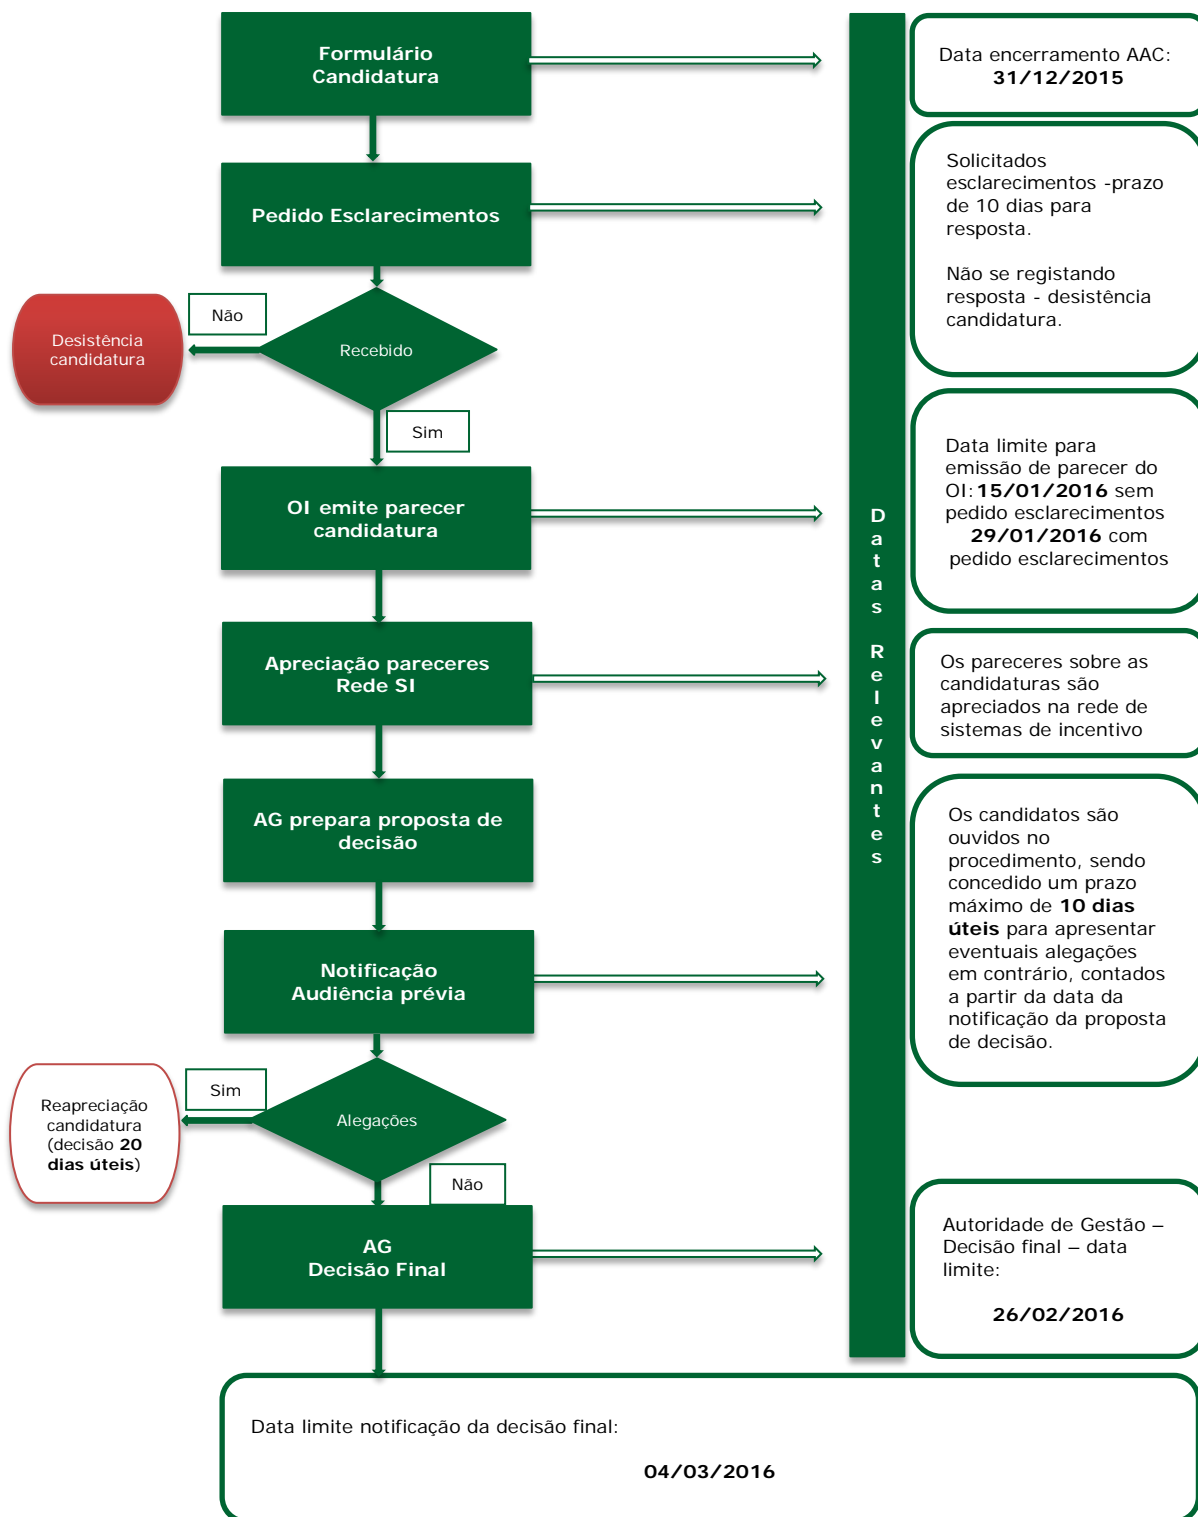 Formulário
Candidatura
Data encerramento AAC:
31/12/2015
Pedido Esclarecimentos
Solicitados
esclarecimentos -prazo
de 10 dias para
resposta.
Não se registando
resposta - desistência
candidatura.
Não
Desistência
candidatura
Recebido
Sim
OI emite parecer
candidatura
Data limite para
emissão de parecer do
OI: 15/01/2016 sem
pedido esclarecimentos
29/01/2016 com
pedido esclarecimentos
Datas Relevantes
Apreciação pareceres
Rede SI
Os pareceres sobre as
candidaturas são
apreciados na rede de
sistemas de incentivo
AG prepara proposta de
decisão
Os candidatos são
ouvidos no
procedimento, sendo
concedido um prazo
máximo de 10 dias
úteis para apresentar
eventuais alegações
em contrário, contados
a partir da data da
notificação da proposta
de decisão.
Notificação
Audiência prévia
Sim
Reapreciação
candidatura
(decisão 20
dias úteis)
Alegações
Não
AG
Decisão Final
Autoridade de Gestão –
Decisão final – data
limite:
26/02/2016
Data limite notificação da decisão final:
04/03/2016